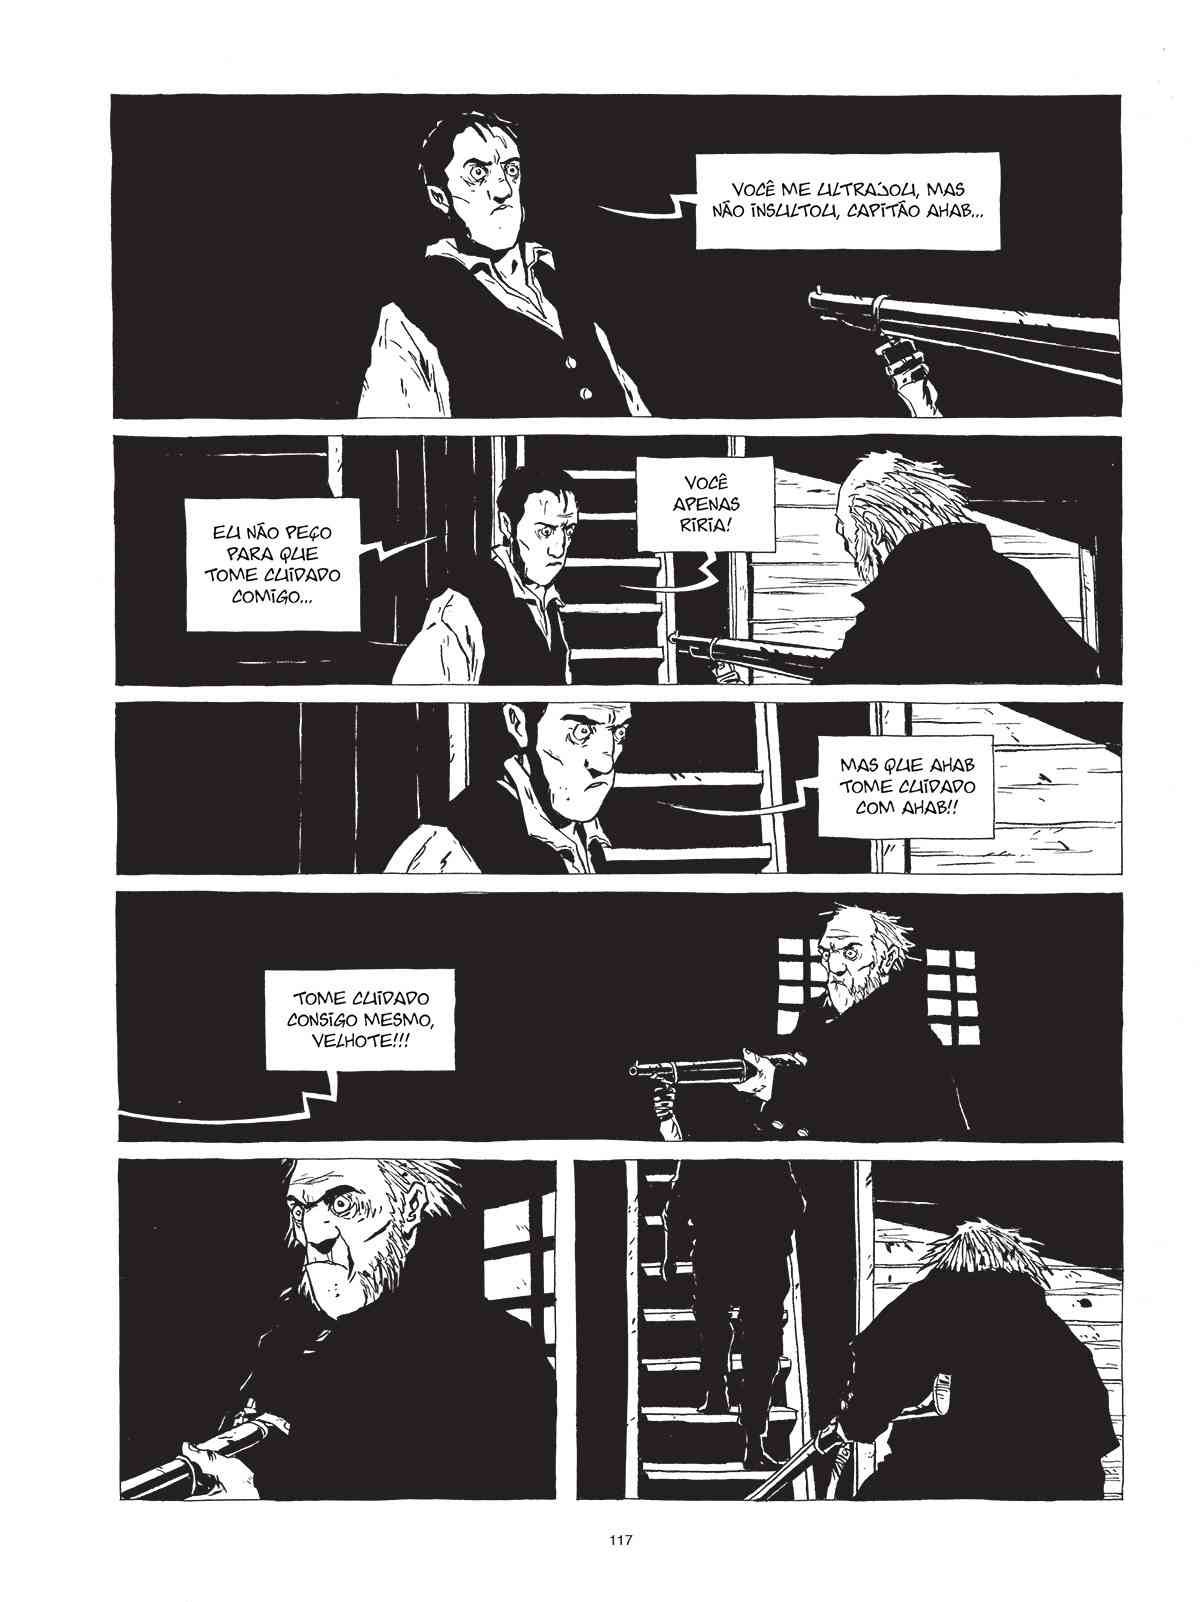 VOCÊ ME ULTRAJOU, MAS
NÃO INSULTOU, CAPITÃO AHAB...
EU NÃO PEÇO
PARA QUE
TOME CUIDADO
COMIGO...
VOCÊ
APENAS
RIRIA!
MAS QUE AHAB
TOME CUIDADO
COM AHAB!!
TOME CUIDADO
CONSIGO MESMO,
VELHOTE!!!
117